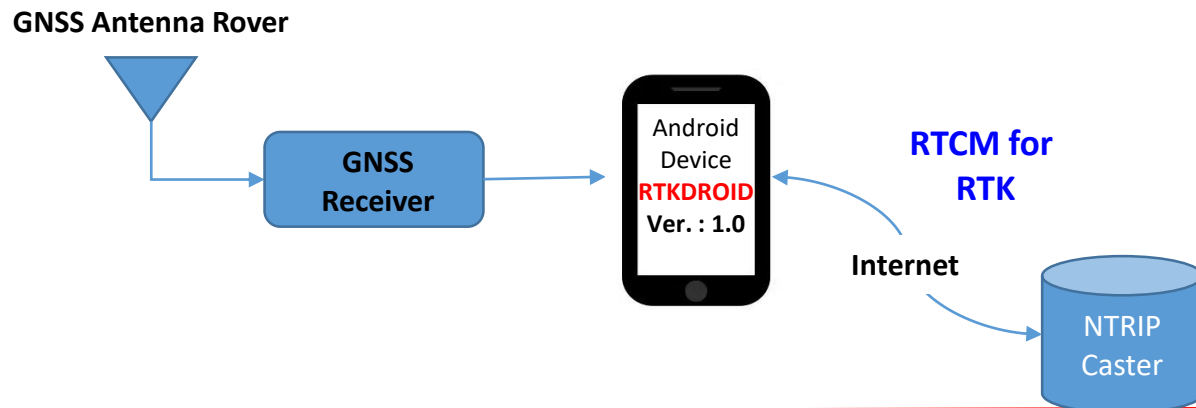 GNSS Antenna Rover
GNSS
Receiver
Android
Device
RTKDROID
Ver. : 1.0
RTCM for
RTK
Internet
NTRIP
Caster